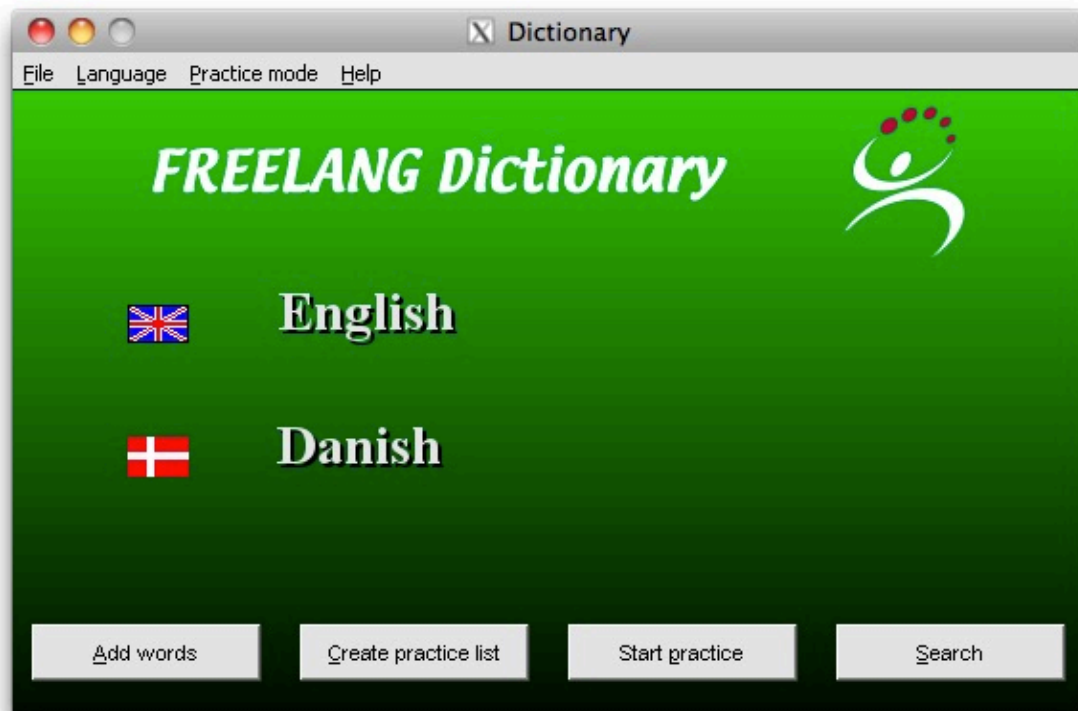 Dictionary
File Language Practice mode Help
FREELANG Dictionary
English
Danish
Add words Create practice list Start practice Search